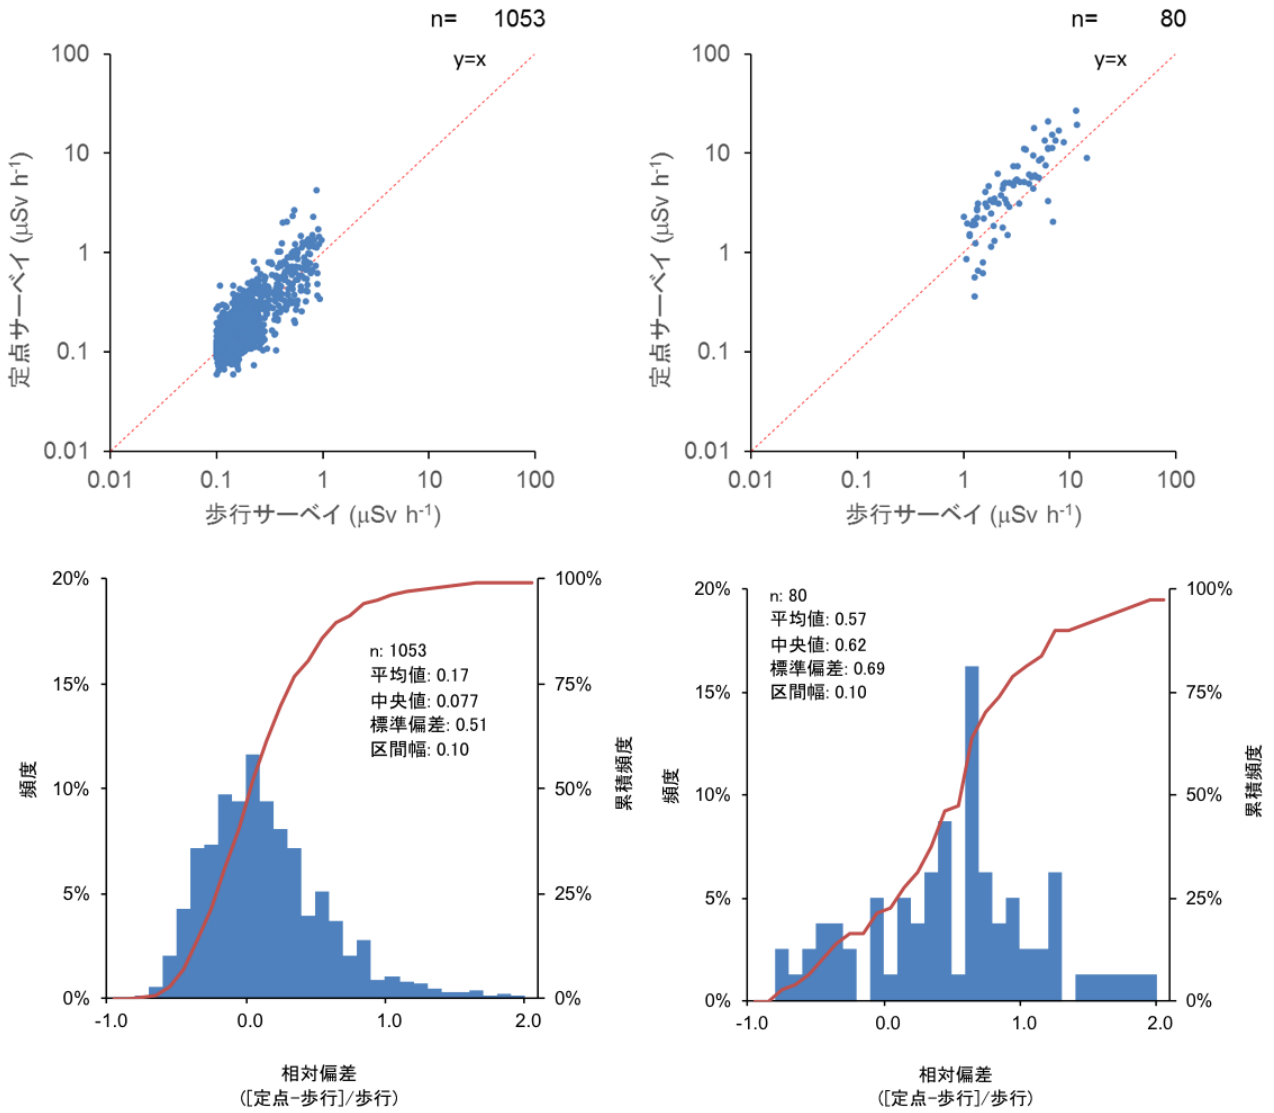 n= 1053
y=x
100
10
1
0.1
0.01
定点サーベイ (μSv h-1)
0.01 0.1 1 10 100
歩行サーベイ (μSv h-1)
n= 80
y=x
100
10
1
0.1
0.01
定点サーベイ (μSv h-1)
0.01 0.1 1 10 100
歩行サーベイ (μSv h-1)
20%
15%
10%
5%
0%
頻度
n: 1053
平均値: 0.17
中央値: 0.077
標準偏差: 0.51
区間幅: 0.10
100%
75%
50%
25%
0%
累積頻度
-1.0 0.0 1.0 2.0
相対偏差
([定点-歩行]/歩行)
20%
15%
10%
5%
0%
頻度
n: 80
平均値: 0.57
中央値: 0.62
標準偏差: 0.69
区間幅: 0.10
100%
75%
50%
25%
0%
累積頻度
-1.0 0.0 1.0 2.0
相対偏差
([定点-歩行]/歩行)